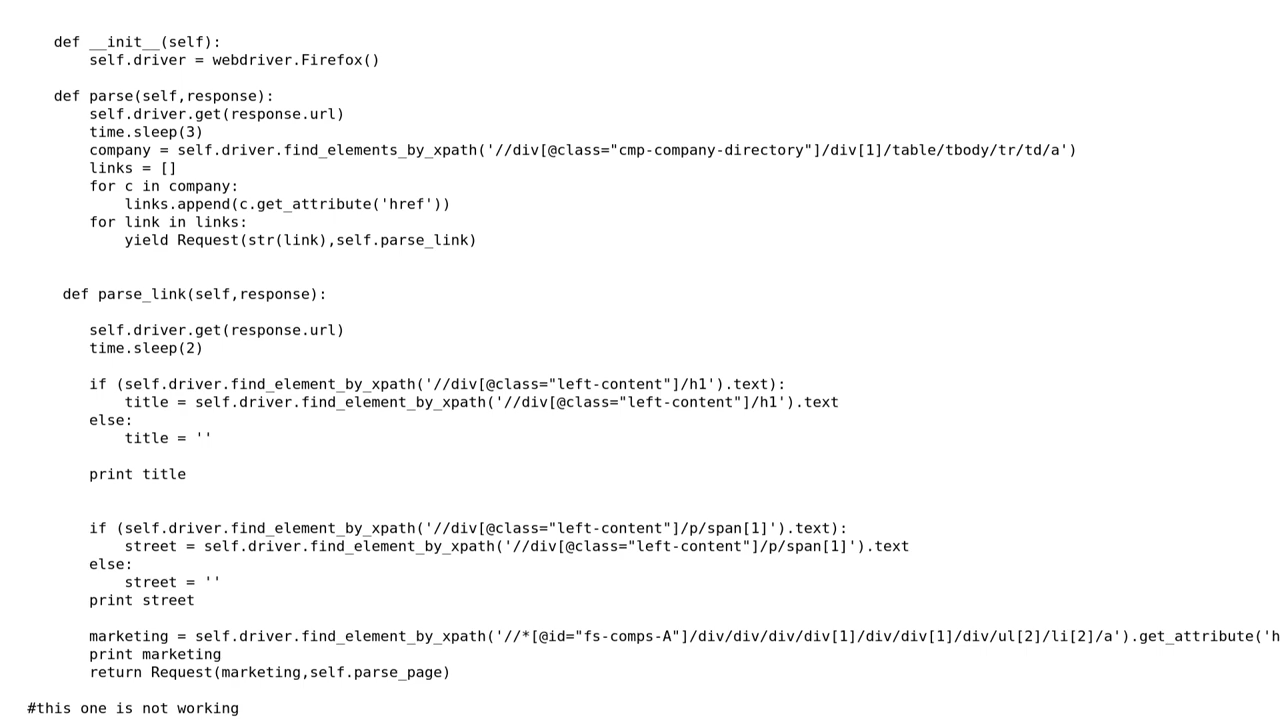 def __init__(self):
self.driver = webdriver.Firefox()
def parse(self,response):
self.driver.get(response.url)
time.sleep(3)
company = self.driver.find_elements_by_xpath('//div[@class="cmp-company-directory"]/div[1]/table/tbody/tr/td/a')
links = []
for c in company:
links.append(c.get_attribute('href'))
for link in links:
yield Request(str(link),self.parse_link)
def parse_link(self,response):
self.driver.get(response.url)
time.sleep(2)
if (self.driver.find_element_by_xpath('//div[@class="left-content"]/h1').text):
title = self.driver.find_element_by_xpath('//div[@class="left-content"]/h1').text
else:
title = ''
print title
if (self.driver.find_element_by_xpath('//div[@class="left-content"]/p/span[1]').text):
street = self.driver.find_element_by_xpath('//div[@class="left-content"]/p/span[1]').text
else:
street = ''
print street
marketing = self.driver.find_element_by_xpath('//*[@id="fs-comps-A"]/div/div/div/div[1]/div/div[1]/div/ul[2]/li[2]/a').get_attribute('h
print marketing
return Request(marketing,self.parse_page)
#this one is not working